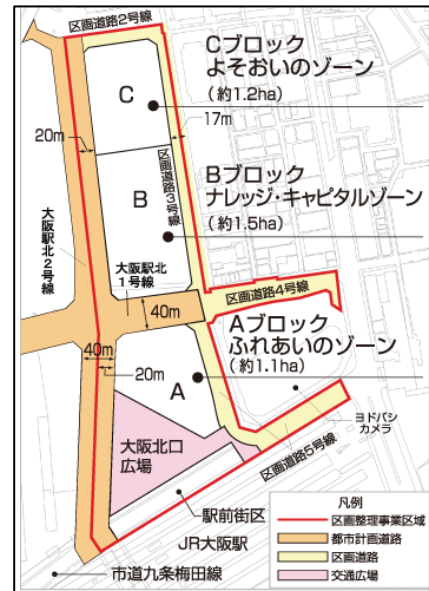 区画道路2号線
Cブロック
よそおいのゾーン
(約1.2ha)
C
17m
20m
区画道路3号線
Bブロック
ナレッジ・キャピタルゾーン
(約1.5ha)
B
大阪駅北2号線
大阪駅北
1号線
40m
区画道路4号線
Aブロック
ふれあいのゾーン
(約1.1ha)
40m
20m
A
ヨドバシ
カメラ
大阪北口
広場
区画道路5号線
駅前街区
JR大阪駅
市道九条梅田線
凡例
区画整理事業区域
都市計画道路
区画道路
交通広場